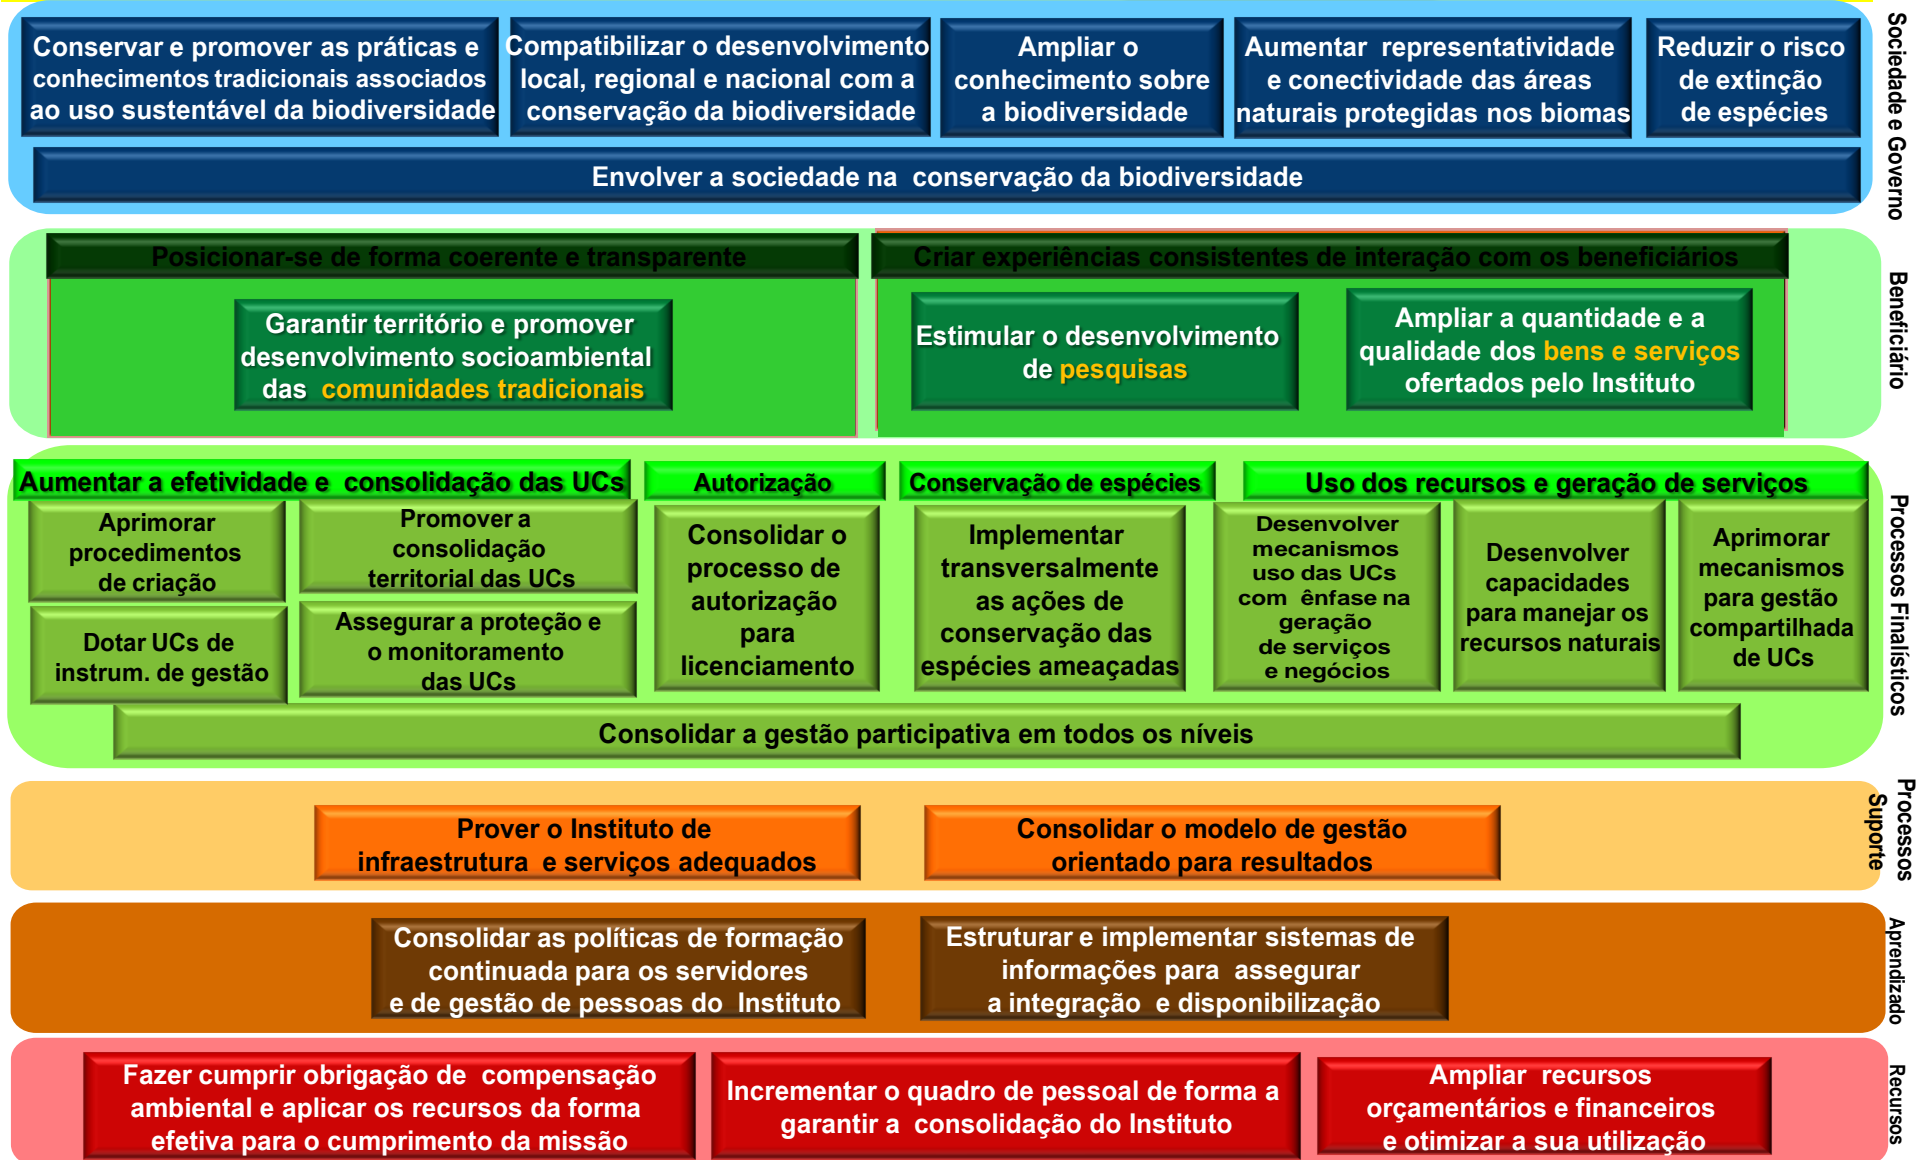 Sociedade e Governo
Conservar e promover as práticas e
conhecimentos tradicionais associados
ao uso sustentável da biodiversidade
Compatibilizar o desenvolvimento
local, regional e nacional com a
conservação da biodiversidade
Ampliar o
conhecimento sobre
a biodiversidade
Aumentar representatividade
e conectividade das áreas
naturais protegidas nos biomas
Reduzir o risco
de extinção
de espécies
Envolver a sociedade na conservação da biodiversidade
Beneficiário
Posicionar-se de forma coerente e transparente
Garantir território e promover
desenvolvimento socioambiental
das comunidades tradicionais
Criar experiências consistentes de interação com os beneficiários
Estimular o desenvolvimento
de pesquisas
Ampliar a quantidade e a
qualidade dos bens e serviços
ofertados pelo Instituto
Processos Finalísticos
Aumentar a efetividade e consolidação das UCs
Aprimorar
procedimentos
de criação
Promover a
consolidação
territorial das UCs
Dotar UCs de
instrum. de gestão
Assegurar a proteção e
o monitoramento
das UCs
Autorização
Consolidar o
processo de
autorização
para
licenciamento
Conservação de espécies
Implementar
transversalmente
as ações de
conservação das
espécies ameaçadas
Uso dos recursos e geração de serviços
Desenvolver
mecanismos
uso das UCs
com ênfase na
geração
de serviços
e negócios
Desenvolver
capacidades
para manejar os
recursos naturais
Aprimorar
mecanismos
para gestão
compartilhada
de UCs
Consolidar a gestão participativa em todos os níveis
Processos
Suporte
Prover o Instituto de
infraestrutura e serviços adequados
Consolidar o modelo de gestão
orientado para resultados
Aprendizado
Consolidar as políticas de formação
continuada para os servidores
e de gestão de pessoas do Instituto
Estruturar e implementar sistemas de
informações para assegurar
a integração e disponibilização
Recursos
Fazer cumprir obrigação de compensação
ambiental e aplicar os recursos da forma
efetiva para o cumprimento da missão
Incrementar o quadro de pessoal de forma a
garantir a consolidação do Instituto
Ampliar recursos
orçamentários e financeiros
e otimizar a sua utilização